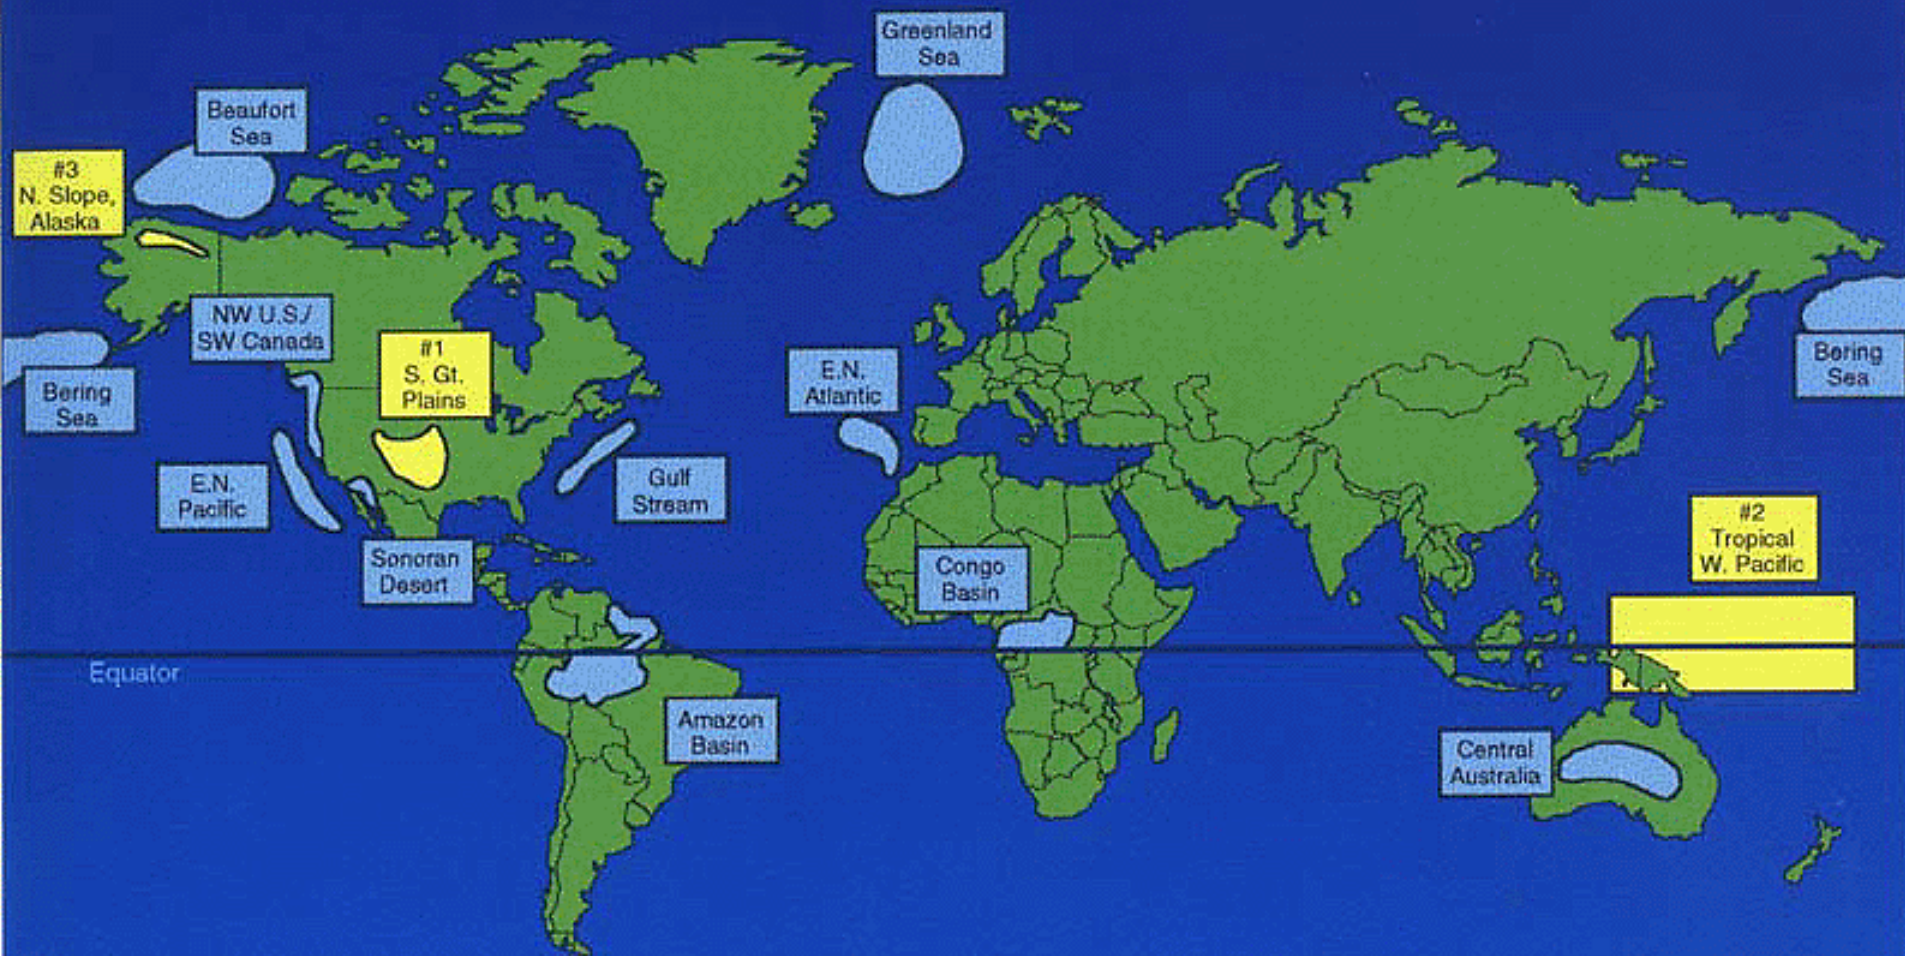 Greenland
Sea
Beaufort
Sea
#3
N. Slope,
Alaska
NW U.S./
SW Canada
#1
S. Gt.
Plains
Bering
Sea
E.N.
Atlantic
Bering
Sea
E.N.
Pacific
Gulf
Stream
#2
Tropical
W. Pacific
Sonoran
Desert
Congo
Basin
Equator
Amazon
Basin
Central
Australia